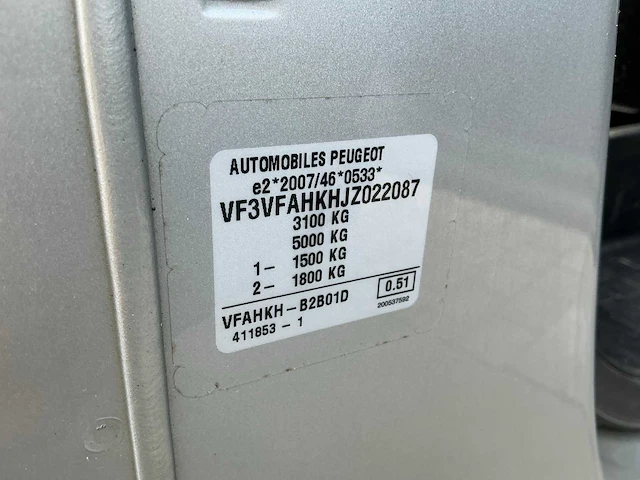 AUTOMOBILES PEUGEOT
e2*2007/46*0533*
VF3VFAHKHJZ022087
3100 KG
5000 KG
1- 1500 KG
2- 1800 KG
VFAHKH-B2B01D 0.51
411853-1 200537592